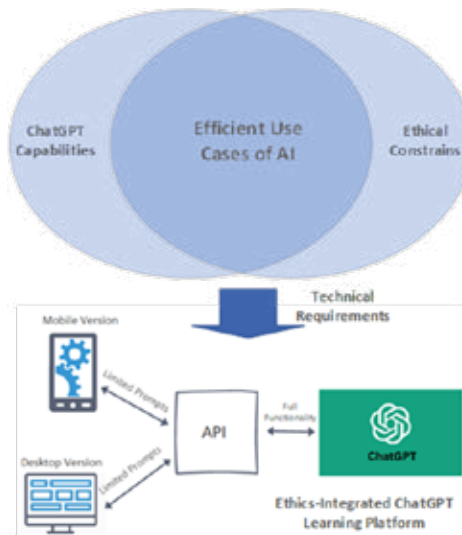 ChatGPT
Capabilities
Efficient Use
Cases of AI
Ethical
Constrains
Technical
Requirements
Mobile Version
Limited Prompts
API
Full
Functionality
ChatGPT
Desktop Version
Limited Prompts
Ethics-Integrated ChatGPT
Learning Platform